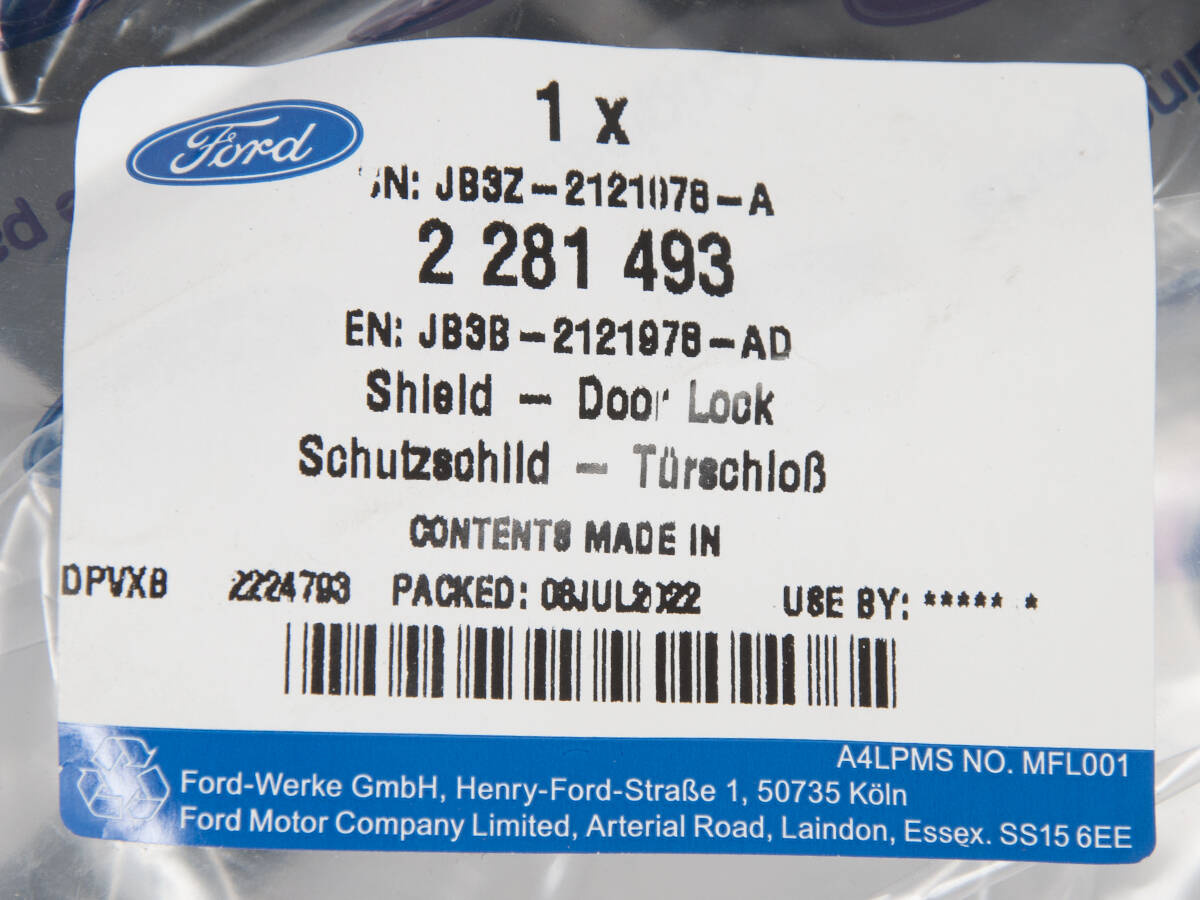 Ford
1 x
JB3Z-2121978-A
2 281 493
EN: JB3B-2121978-AD
Shield - Door Lock
Schutzschild - Türschloß
CONTENTS MADE IN
DPVXB 2224793 PACKED: USE BY: ***** *
A4LPMS NO. MFL001
Ford-Werke GmbH, Henry-Ford-Straße 1, 50735 Köln
Ford Motor Company Limited, Arterial Road, Laindon, Essex. SS15 6EE